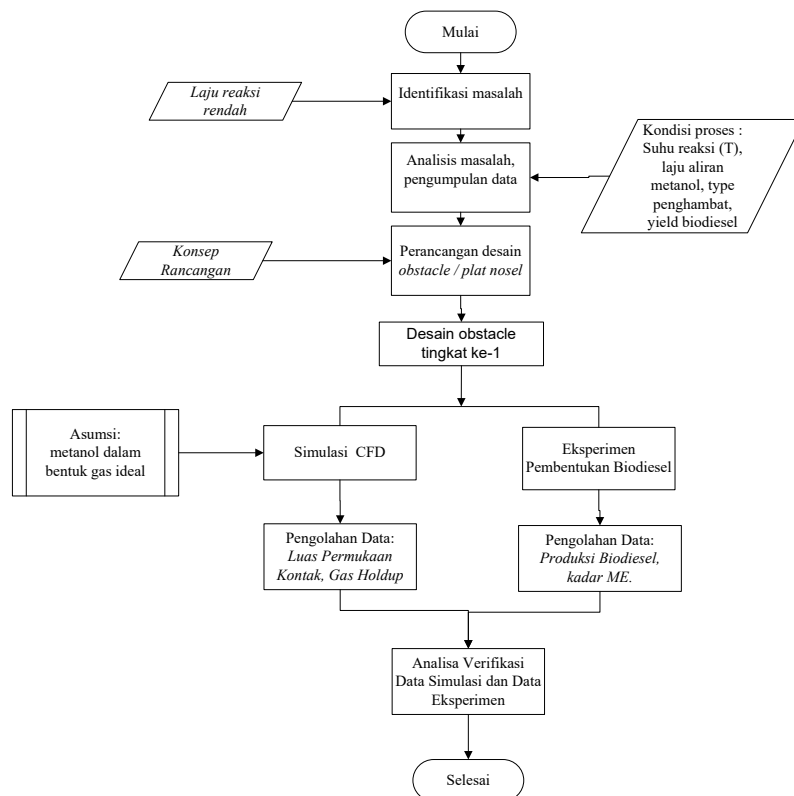 Mulai
Laju reaksi
rendah
Identifikasi masalah
Analisis masalah,
pengumpulan data
Kondisi proses :
Suhu reaksi (T),
laju aliran
metanol, type
penghambat,
yield biodiesel
Konsep
Rancangan
Perancangan desain
obstacle / plat nosel
Desain obstacle
tingkat ke-1
Asumsi:
metanol dalam
bentuk gas ideal
Simulasi  CFD
Eksperimen
Pembentukan Biodiesel
Pengolahan Data:
Luas Permukaan
Kontak, Gas Holdup
Pengolahan Data:
Produksi Biodiesel,
kadar ME.
Analisa Verifikasi
Data Simulasi dan Data
Eksperimen
Selesai